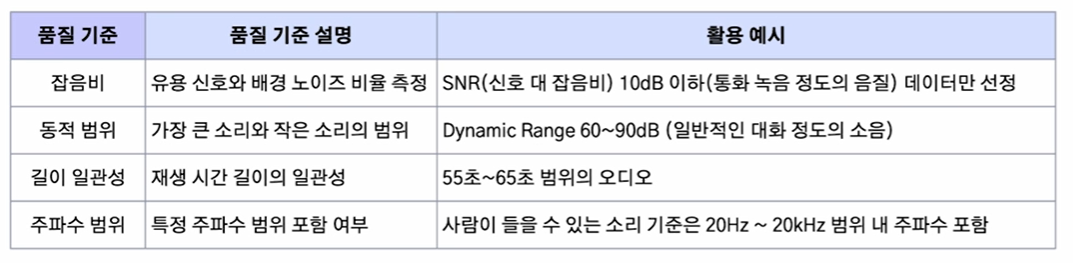 품질 기준 품질 기준 설명 활용 예시
잡음비 유용 신호와 배경 노이즈 비율 측정 SNR(신호 대 잡음비) 10dB 이하(통화 녹음 정도의 음질) 데이터만 선정
동적 범위 가장 큰 소리와 작은 소리의 범위 Dynamic Range 60~90dB (일반적인 대화 정도의 소음)
길이 일관성 재생 시간 길이의 일관성 55초~65초 범위의 오디오
주파수 범위 특정 주파수 범위 포함 여부 사람이 들을 수 있는 소리 기준은 20Hz ~ 20kHz 범위 내 주파수 포함